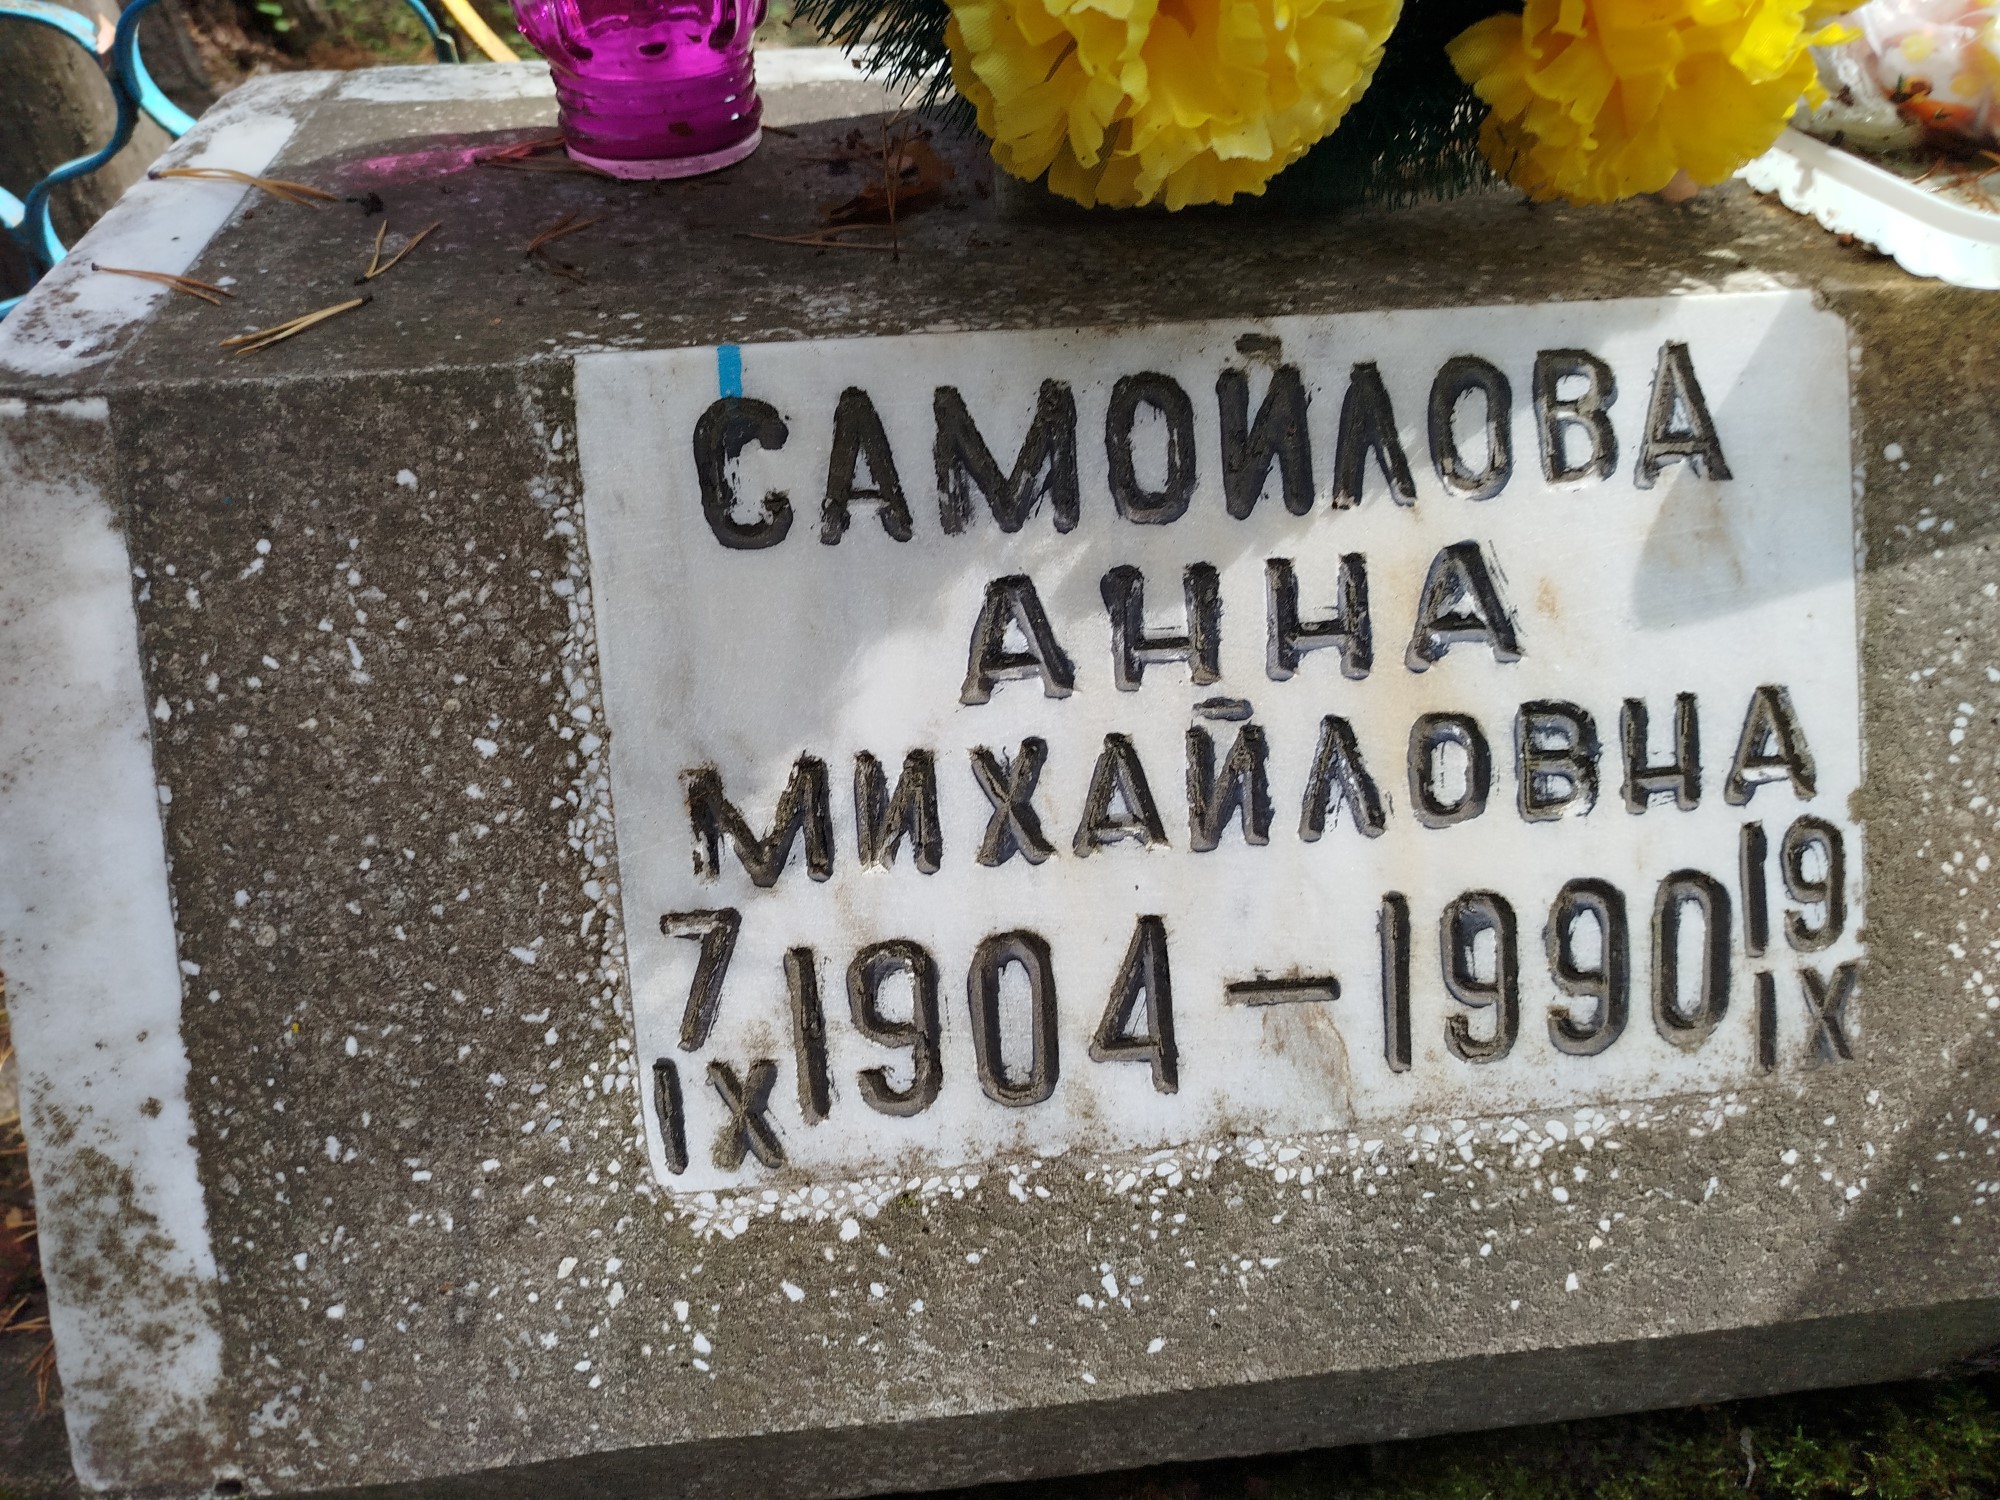 САМОЙЛОВА
АННА
МИХАЙЛОВНА
7 IX 1904 – 1990 19 IX